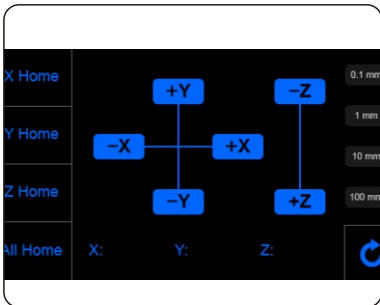 X Home
Y Home
Z Home
All Home
+Y
−X
+X
−Y
−Z
+Z
X:
Y:
Z:
0.1 mm
1 mm
10 mm
100 mm